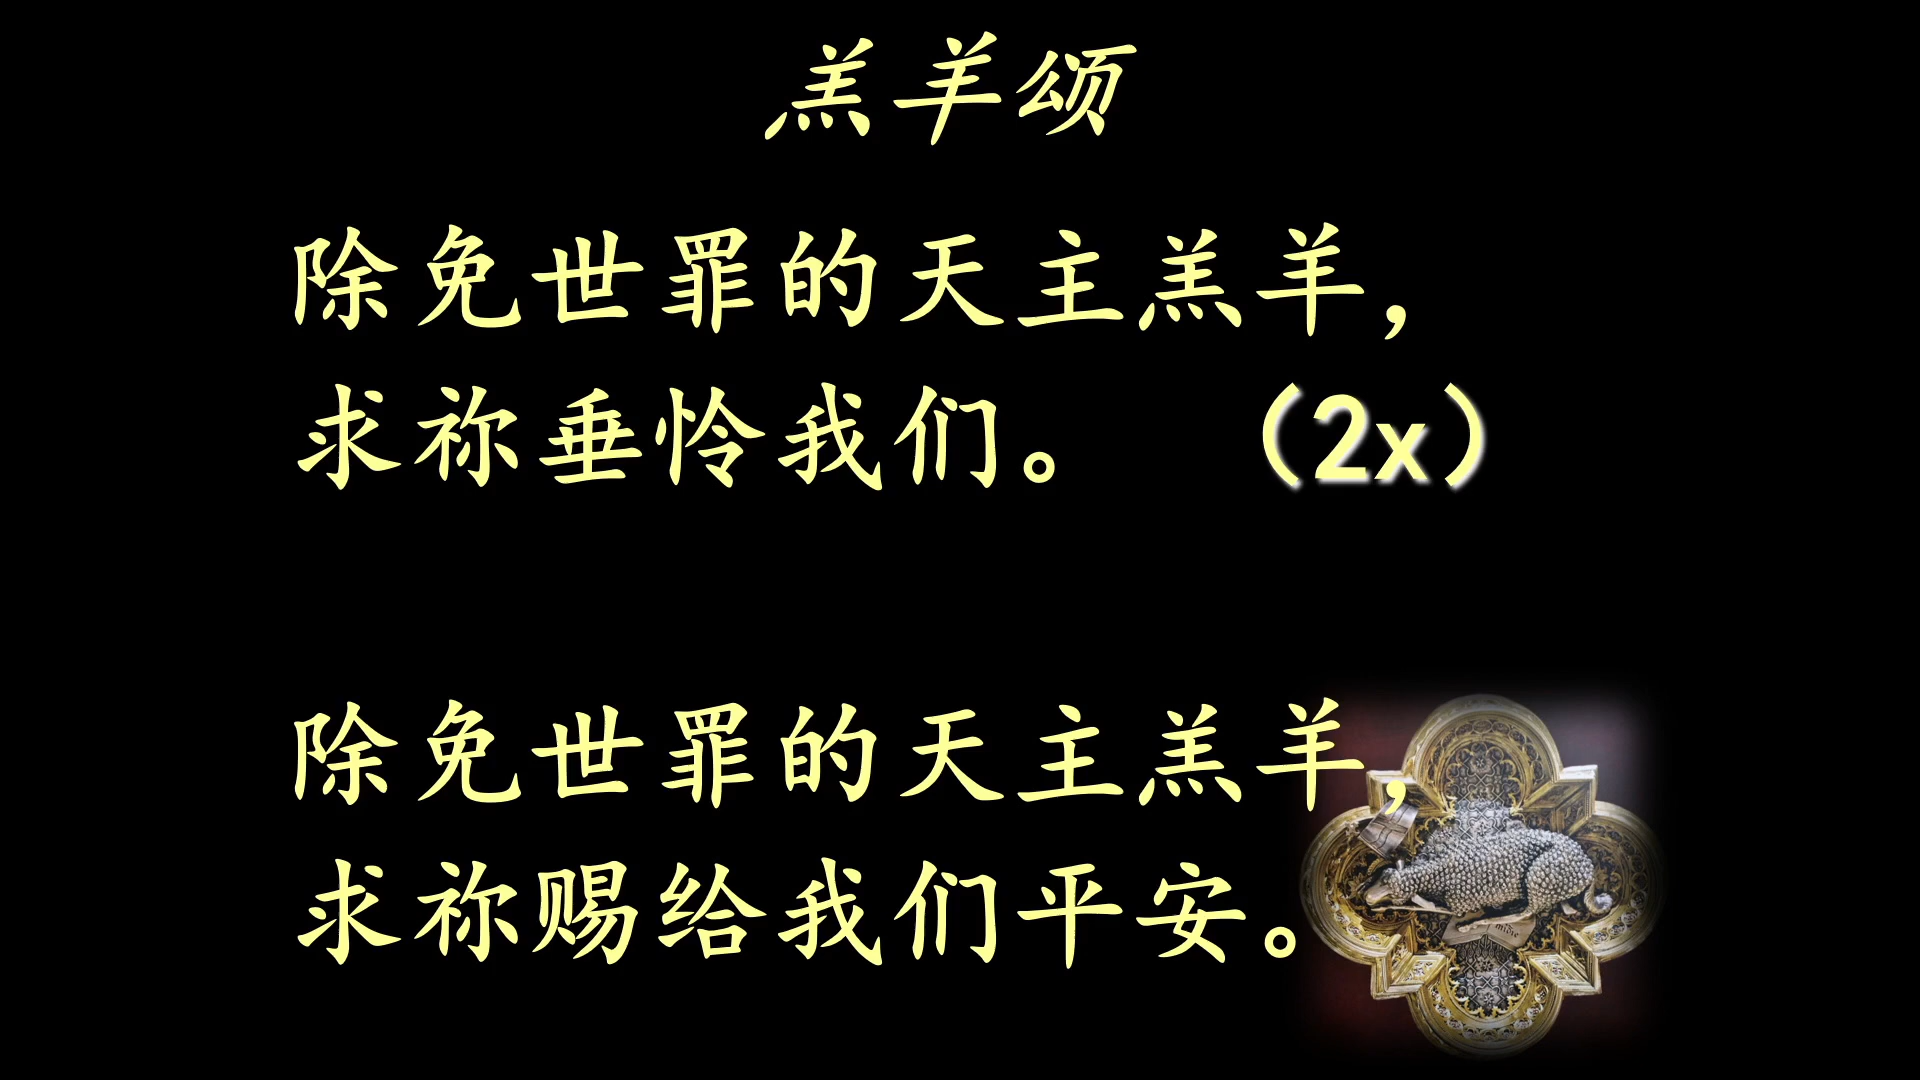 羔羊颂
除免世罪的天主羔羊，
求祢垂怜我们。 （2x）
除免世罪的天主羔羊，
求祢赐给我们平安。